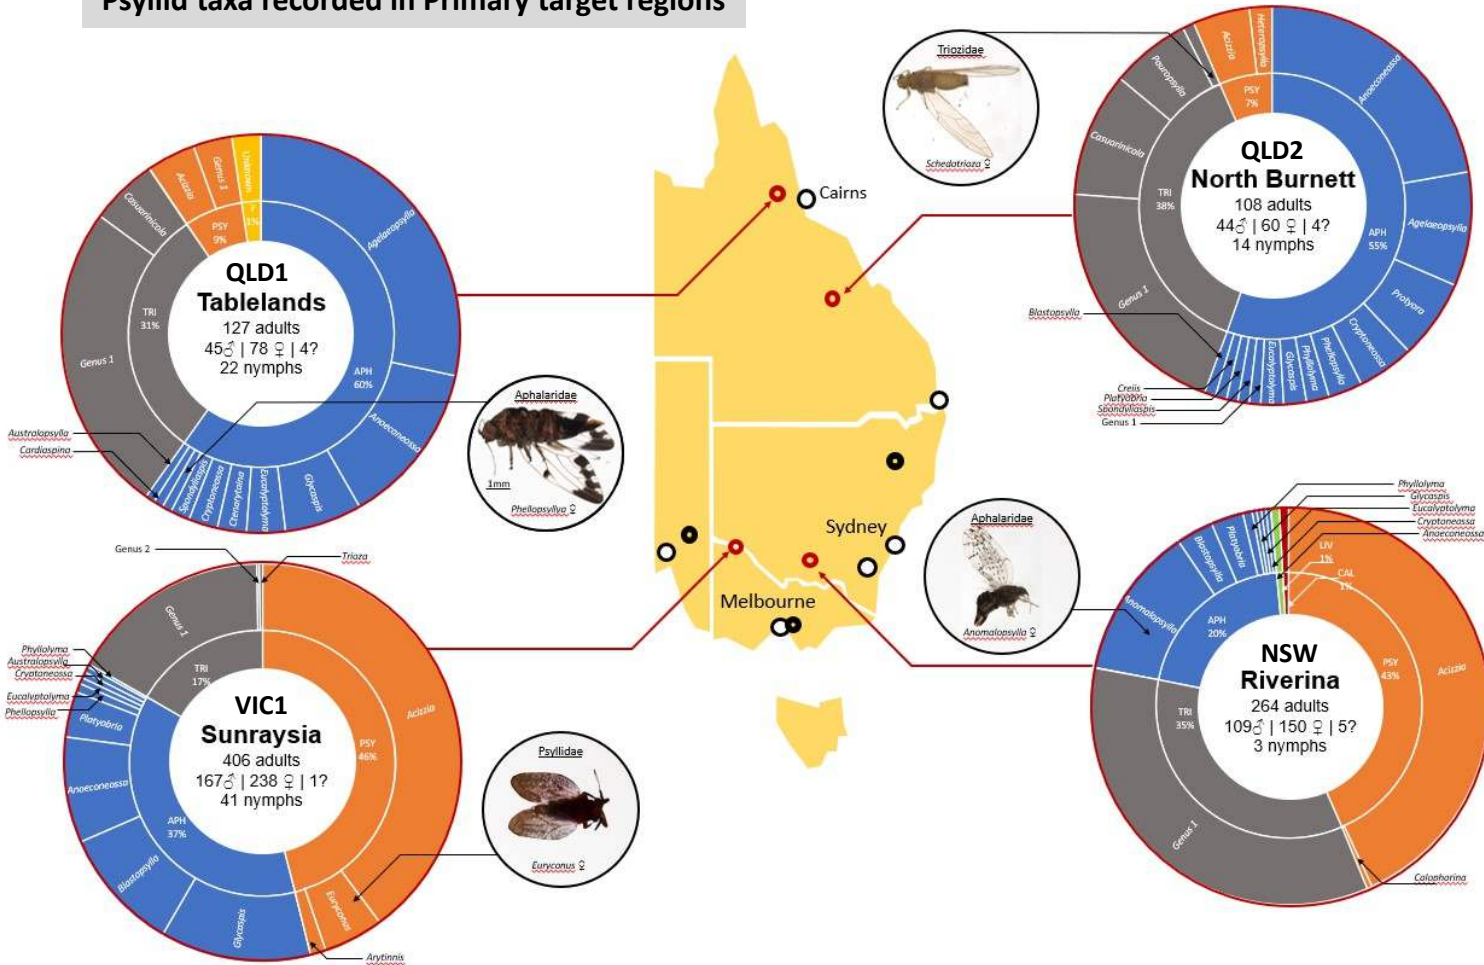 Psyllid taxa recorded in Primary target regions
Triozidae
Schedotrioza ♀
Cairns
QLD2
North Burnett
108 adults
44♂ | 60 ♀ | 4?
14 nymphs
APH
55%
TRI
38%
PSY
7%
Anoeconeossa
Agelaeopsylla
Protyora
Cryptoneossa
Phellopsylla
Phyllolyma
Glycaspis
Eucalyptolyma
Genus 1
Spondyliaspis
Platyobria
Creiis
Blastopsylla
Genus 1
Casuarinicola
Pauropsylla
Acizzia
Heteropsylla
QLD1
Tablelands
127 adults
45♂ | 78 ♀ | 4?
22 nymphs
APH
60%
TRI
31%
PSY
9%
?
1%
Agelaeopsylla
Anoeconeossa
Glycaspis
Eucalyptolyma
Ctenarytaina
Cryptoneossa
Spondyliaspis
Australopsylla
Cardiaspina
Genus 1
Casuarinicola
Acizzia
Genus 1
Unknown
Aphalaridae
1mm
Phellopsyllya ♀
Sydney
Melbourne
Aphalaridae
Anomalopsylla ♀
VIC1
Sunraysia
406 adults
167♂ | 238 ♀ | 1?
41 nymphs
PSY
46%
APH
37%
TRI
17%
Genus 2
Trioza
Genus 1
Phyllolyma
Australopsylla
Cryptoneossa
Eucalyptolyma
Phellopsylla
Platyobria
Anoeconeossa
Blastopsylla
Glycaspis
Arytinnis
Euryconus
Acizzia
Psyllidae
Euryconus ♀
NSW
Riverina
264 adults
109♂ | 150 ♀ | 5?
3 nymphs
PSY
43%
TRI
35%
APH
20%
LIV
1%
CAL
1%
Phyllolyma
Glycaspis
Eucalyptolyma
Cryptoneossa
Anoeconeossa
Platyobria
Blastopsylla
Anomalopsylla
Genus 1
Acizzia
Calophorina